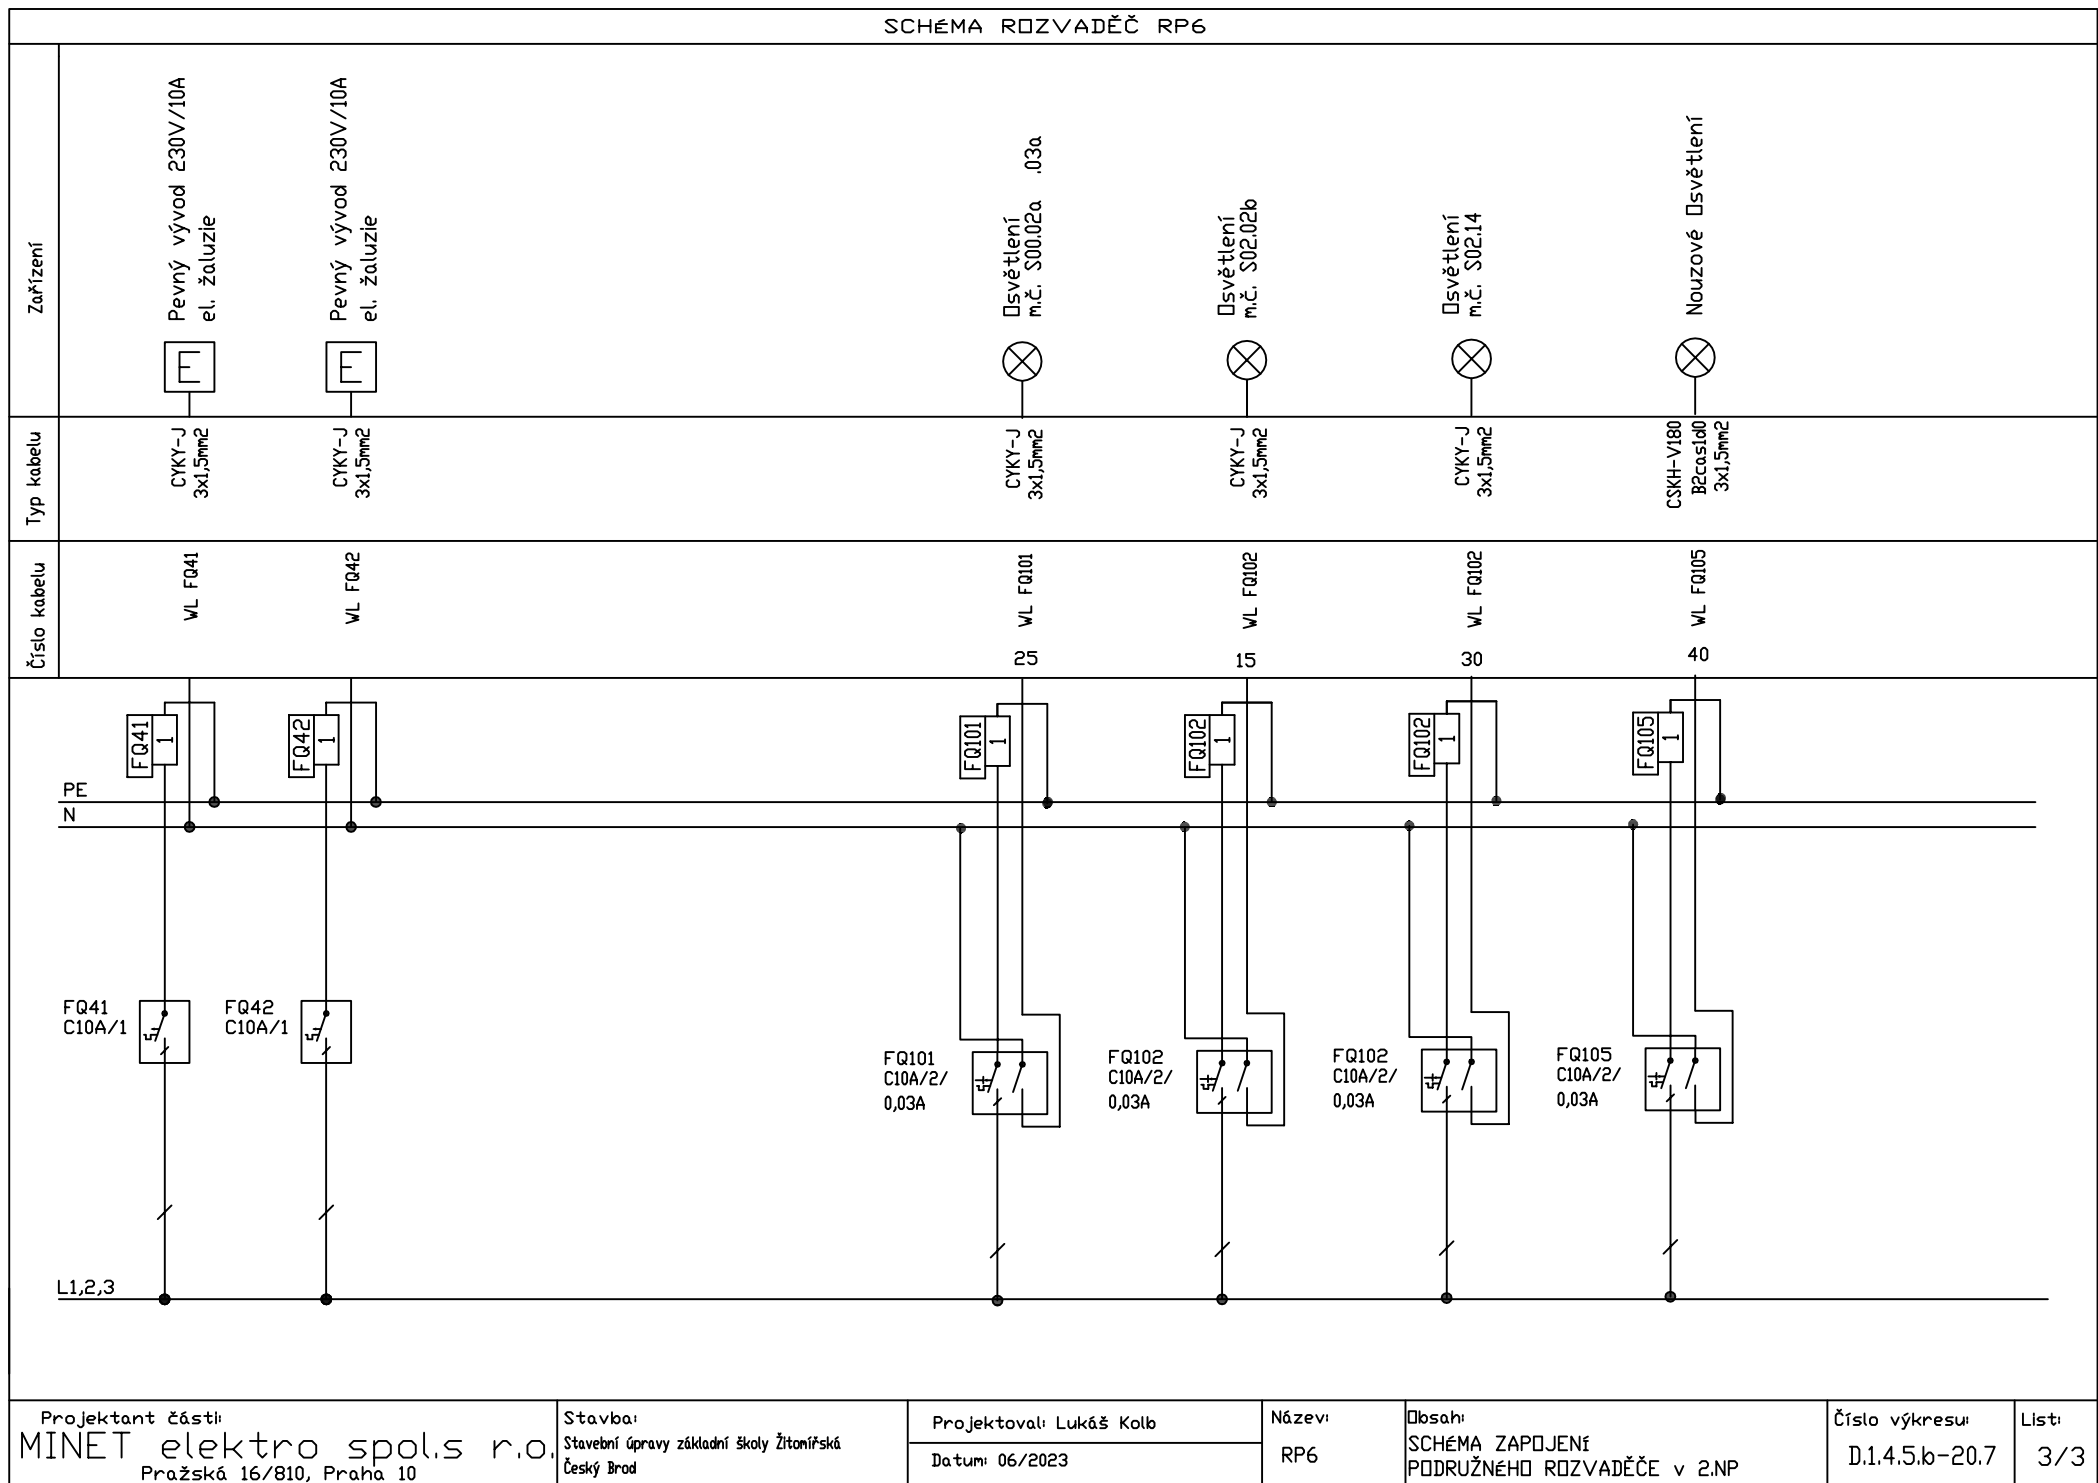 SCHÉMA ROZVADĚČ RP6
Zařízení
Pevný vývod 230V/10A
el. žaluzie
E
Pevný vývod 230V/10A
el. žaluzie
E
Osvětlení
m.č. S00.02a .03a
Osvětlení
m.č. S02.02b
Osvětlení
m.č. S02.14
Nouzové Osvětlení
Typ kabelu
CYKY-J
3x1,5mm2
CYKY-J
3x1,5mm2
CYKY-J
3x1,5mm2
CYKY-J
3x1,5mm2
CYKY-J
3x1,5mm2
CSKH-V180
B2cas1d0
3x1,5mm2
Číslo kabelu
WL FQ41
WL FQ42
WL FQ101
25
WL FQ102
15
WL FQ102
30
WL FQ105
40
FQ41
1
FQ42
1
FQ101
1
FQ102
1
FQ102
1
FQ105
1
PE
N
FQ41
C10A/1
FQ42
C10A/1
FQ101
C10A/2/
0,03A
FQ102
C10A/2/
0,03A
FQ102
C10A/2/
0,03A
FQ105
C10A/2/
0,03A
L1,2,3
Projektant části:
MINET elektro spol.s r.o.
Pražská 16/810, Praha 10
Stavba:
Stavební úpravy základní školy Žitomířská
Český Brod
Projektoval: Lukáš Kolb
Datum: 06/2023
Název:
RP6
Obsah:
SCHÉMA ZAPOJENÍ
PODRUŽNÉHO ROZVADĚČE v 2.NP
Číslo výkresu:
D.1.4.5.b-20.7
List:
3/3